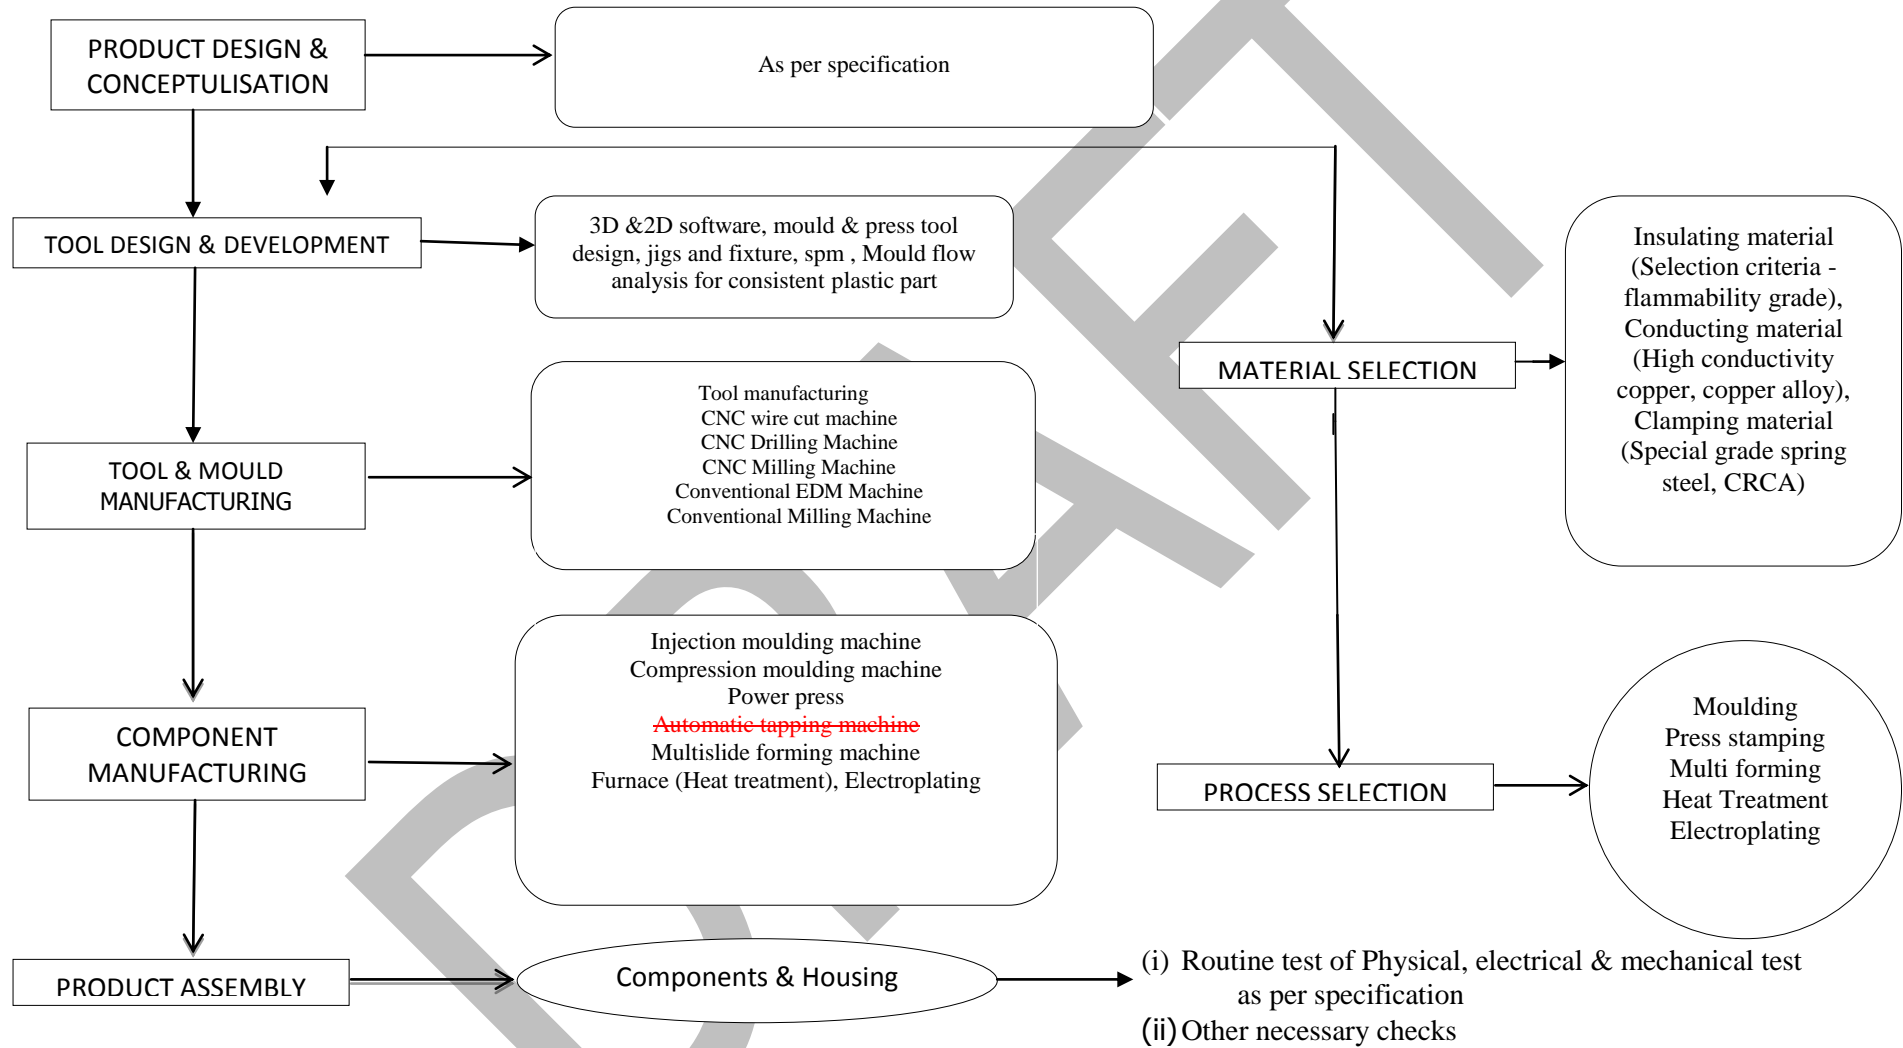 PRODUCT DESIGN &
CONCEPTULISATION
As per specification
TOOL DESIGN & DEVELOPMENT
3D &2D software, mould & press tool
design, jigs and fixture, spm , Mould flow
analysis for consistent plastic part
Insulating material
(Selection criteria -
flammability grade),
Conducting material
(High conductivity
copper, copper alloy),
Clamping material
(Special grade spring
steel, CRCA)
MATERIAL SELECTION
TOOL & MOULD
MANUFACTURING
Tool manufacturing
CNC wire cut machine
CNC Drilling Machine
CNC Milling Machine
Conventional EDM Machine
Conventional Milling Machine
COMPONENT
MANUFACTURING
Injection moulding machine
Compression moulding machine
Power press
Automatic tapping machine
Multislide forming machine
Furnace (Heat treatment), Electroplating
PROCESS SELECTION
Moulding
Press stamping
Multi forming
Heat Treatment
Electroplating
PRODUCT ASSEMBLY
Components & Housing
(i) Routine test of Physical, electrical & mechanical test
as per specification
(ii) Other necessary checks
DRAFT